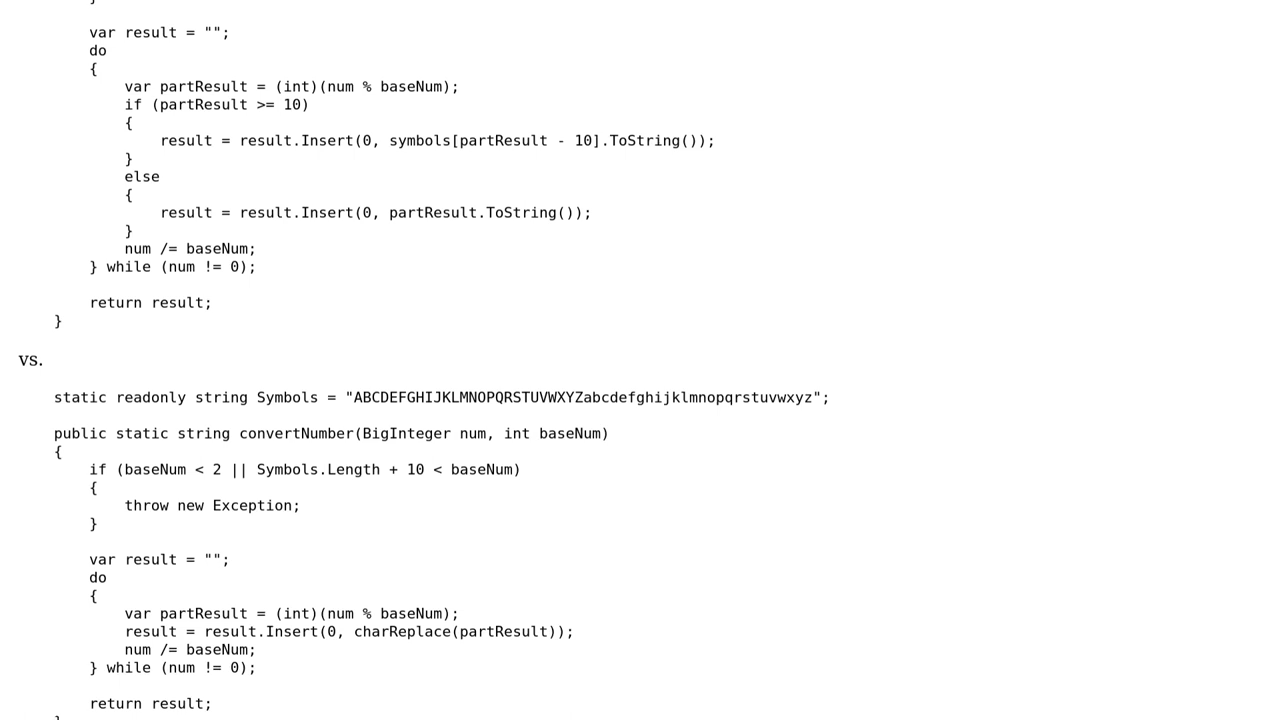 }
var result = "";
do
{
var partResult = (int)(num % baseNum);
if (partResult >= 10)
{
result = result.Insert(0, symbols[partResult - 10].ToString());
}
else
{
result = result.Insert(0, partResult.ToString());
}
num /= baseNum;
} while (num != 0);
return result;
}
vs.
static readonly string Symbols = "ABCDEFGHIJKLMNOPQRSTUVWXYZabcdefghijklmnopqrstuvwxyz";
public static string convertNumber(BigInteger num, int baseNum)
{
if (baseNum < 2 || Symbols.Length + 10 < baseNum)
{
throw new Exception;
}
var result = "";
do
{
var partResult = (int)(num % baseNum);
result = result.Insert(0, charReplace(partResult));
num /= baseNum;
} while (num != 0);
return result;
}